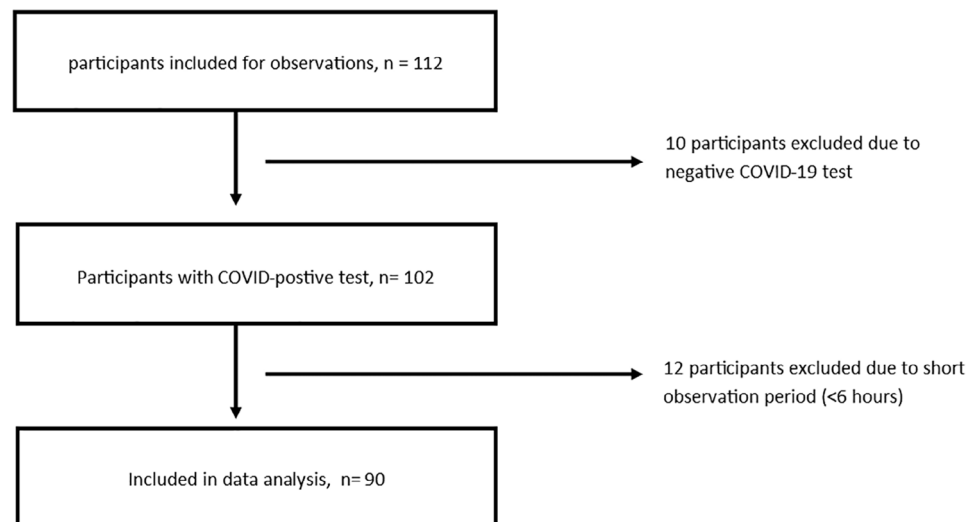 participants included for observations, n = 112
10 participants excluded due to
negative COVID-19 test
Participants with COVID-postive test, n= 102
12 participants excluded due to short
observation period (<6 hours)
Included in data analysis,  n= 90